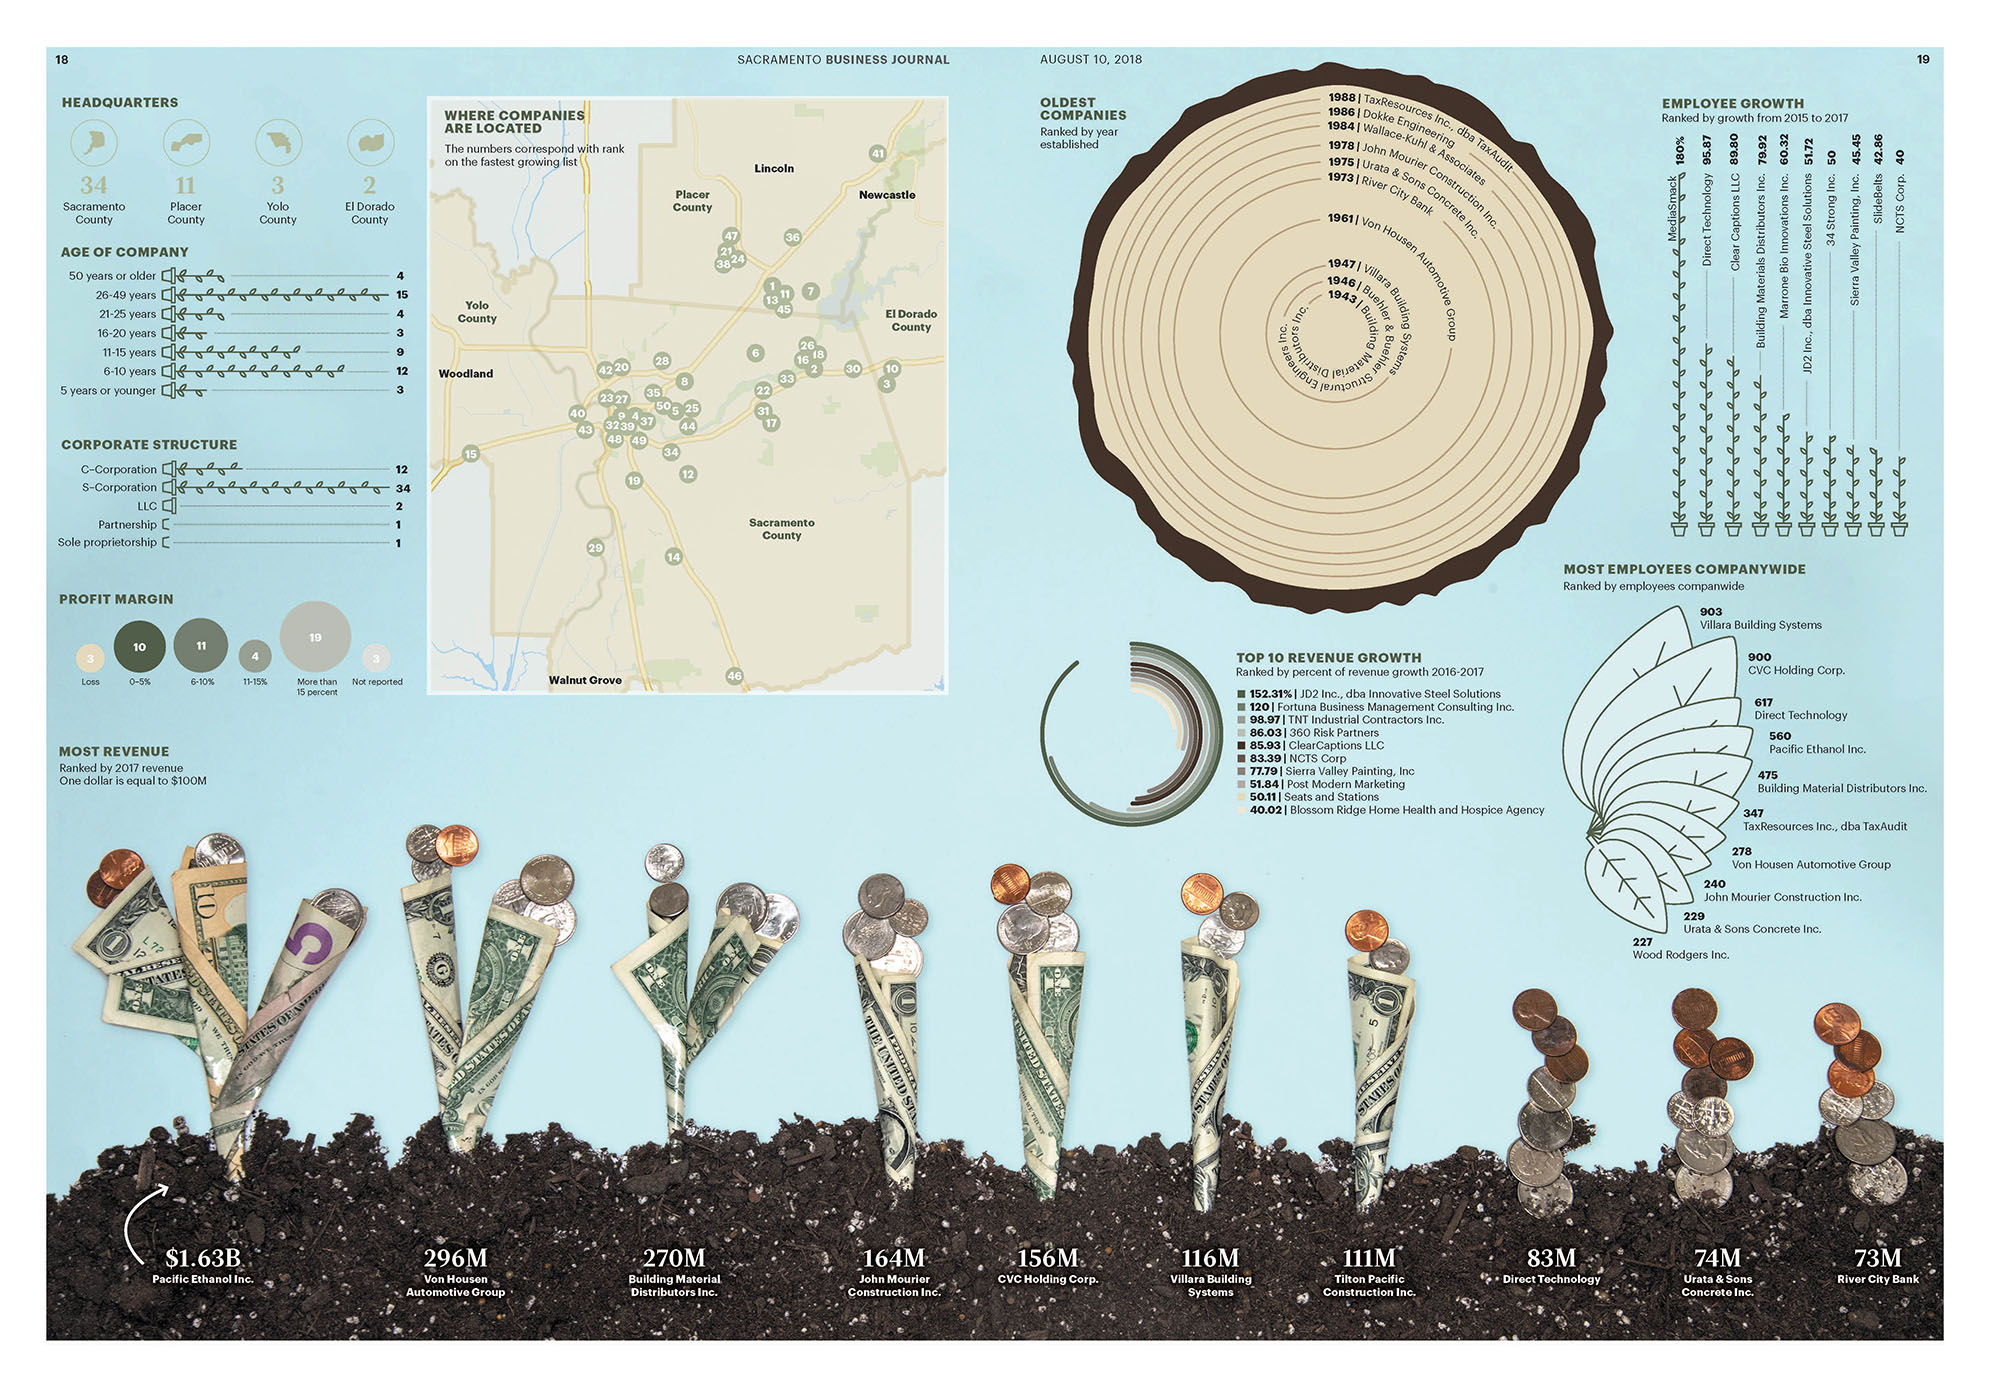 18
SACRAMENTO BUSINESS JOURNAL
AUGUST 10, 2018
19
HEADQUARTERS
34
Sacramento
County
11
Placer
County
3
Yolo
County
2
El Dorado
County
AGE OF COMPANY
50 years or older 4
26-49 years 15
21-25 years 4
16-20 years 3
11-15 years 9
6-10 years 12
5 years or younger 3
CORPORATE STRUCTURE
C-Corporation 12
S-Corporation 34
LLC 2
Partnership 1
Sole proprietorship 1
PROFIT MARGIN
3
10
11
4
19
3
Loss
0-5%
6-10%
11-15%
More than
15 percent
Not reported
WHERE COMPANIES
ARE LOCATED
The numbers correspond with rank
on the fastest growing list
41
Lincoln
Newcastle
Placer
County
47
36
21
24
38
1
11
7
13
45
Yolo
County
El Dorado
County
26
6
18
16
28
42
20
2
30
10
Woodland
33
8
3
35
22
23
27
50
5
25
31
40
9
4
37
17
32
39
44
43
48
49
15
34
12
19
Sacramento
County
29
14
46
Walnut Grove
OLDEST
COMPANIES
Ranked by year
established
1988 | TaxResources Inc., dba TaxAudit
1986 | Dokke Engineering
1984 | Wallace-Kuhl & Associates
1978 | John Mourier Construction Inc.
1975 | Urata & Sons Concrete Inc.
1973 | River City Bank
1961 | Von Housen Automotive Group
1947 | Villara Building Systems
1946 | Buehler & Buehler Structural Engineers Inc.
1943 | Building Material Distributors Inc.
EMPLOYEE GROWTH
Ranked by growth from 2015 to 2017
MediaSmack 180%
Direct Technology 95.87
Clear Captions LLC 89.80
Building Materials Distributors Inc. 79.92
Marrone Bio Innovations Inc. 60.32
JD2 Inc., dba Innovative Steel Solutions 51.72
34 Strong Inc. 50
Sierra Valley Painting, Inc. 45.45
SlideBelts 42.86
NCTS Corp. 40
TOP 10 REVENUE GROWTH
Ranked by percent of revenue growth 2016-2017
152.31% | JD2 Inc., dba Innovative Steel Solutions
120 | Fortuna Business Management Consulting Inc.
98.97 | TNT Industrial Contractors Inc.
86.03 | 360 Risk Partners
85.93 | ClearCaptions LLC
83.39 | NCTS Corp
77.79 | Sierra Valley Painting, Inc
51.84 | Post Modern Marketing
50.11 | Seats and Stations
40.02 | Blossom Ridge Home Health and Hospice Agency
MOST EMPLOYEES COMPANYWIDE
Ranked by employees companwide
903
Villara Building Systems
900
CVC Holding Corp.
617
Direct Technology
560
Pacific Ethanol Inc.
475
Building Material Distributors Inc.
347
TaxResources Inc., dba TaxAudit
278
Von Housen Automotive Group
240
John Mourier Construction Inc.
229
Urata & Sons Concrete Inc.
227
Wood Rodgers Inc.
MOST REVENUE
Ranked by 2017 revenue
One dollar is equal to $100M
$1.63B
Pacific Ethanol Inc.
296M
Von Housen
Automotive Group
270M
Building Material
Distributors Inc.
164M
John Mourier
Construction Inc.
156M
CVC Holding Corp.
116M
Villara Building
Systems
111M
Tilton Pacific
Construction Inc.
83M
Direct Technology
74M
Urata & Sons
Concrete Inc.
73M
River City Bank